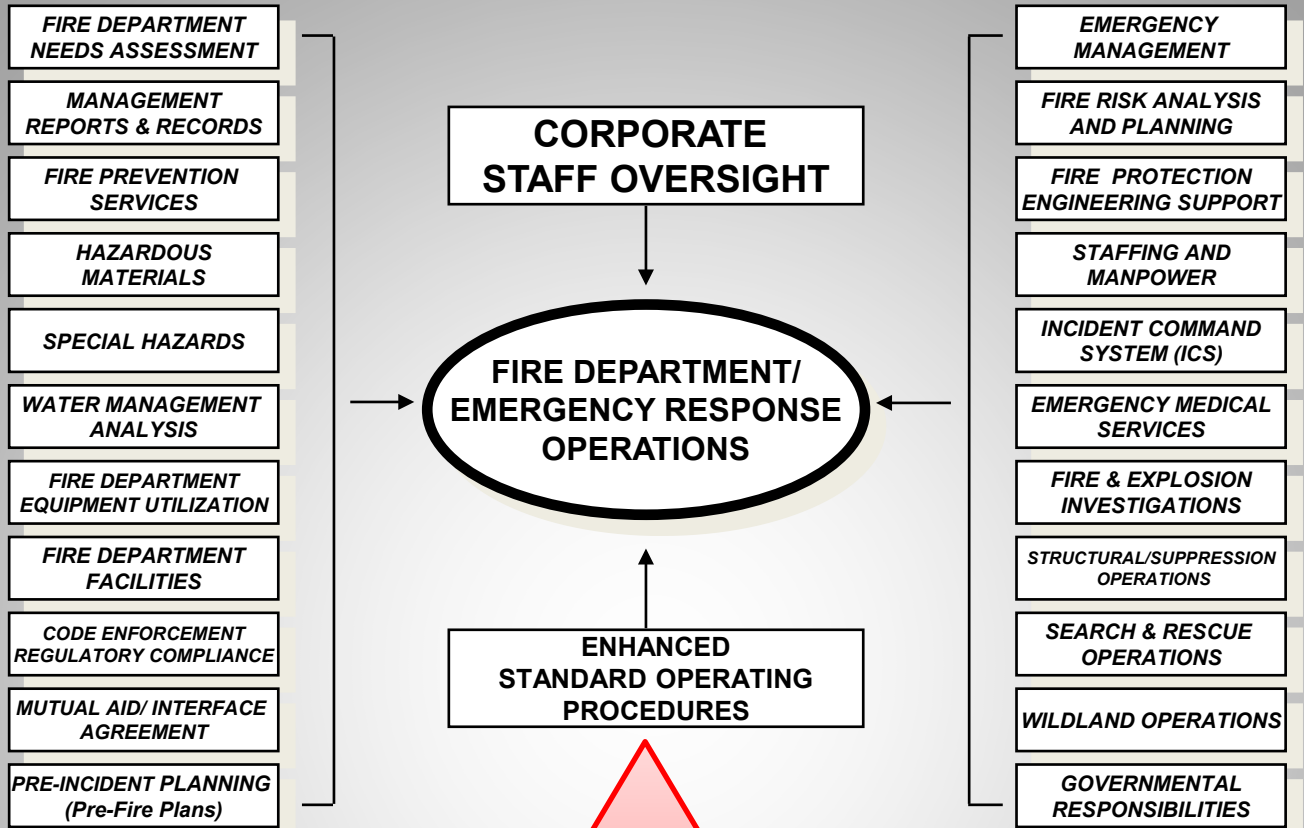 FIRE DEPARTMENT
NEEDS ASSESSMENT
MANAGEMENT
REPORTS & RECORDS
FIRE PREVENTION
SERVICES
HAZARDOUS
MATERIALS
SPECIAL HAZARDS
WATER MANAGEMENT
ANALYSIS
FIRE DEPARTMENT
EQUIPMENT UTILIZATION
FIRE DEPARTMENT
FACILITIES
CODE ENFORCEMENT
REGULATORY COMPLIANCE
MUTUAL AID/ INTERFACE
AGREEMENT
PRE-INCIDENT PLANNING
(Pre-Fire Plans)
CORPORATE
STAFF OVERSIGHT
FIRE DEPARTMENT/
EMERGENCY RESPONSE
OPERATIONS
ENHANCED
STANDARD OPERATING
PROCEDURES
EMERGENCY
MANAGEMENT
FIRE RISK ANALYSIS
AND PLANNING
FIRE PROTECTION
ENGINEERING SUPPORT
STAFFING AND
MANPOWER
INCIDENT COMMAND
SYSTEM (ICS)
EMERGENCY MEDICAL
SERVICES
FIRE & EXPLOSION
INVESTIGATIONS
STRUCTURAL/SUPPRESSION
OPERATIONS
SEARCH & RESCUE
OPERATIONS
WILDLAND OPERATIONS
GOVERNMENTAL
RESPONSIBILITIES